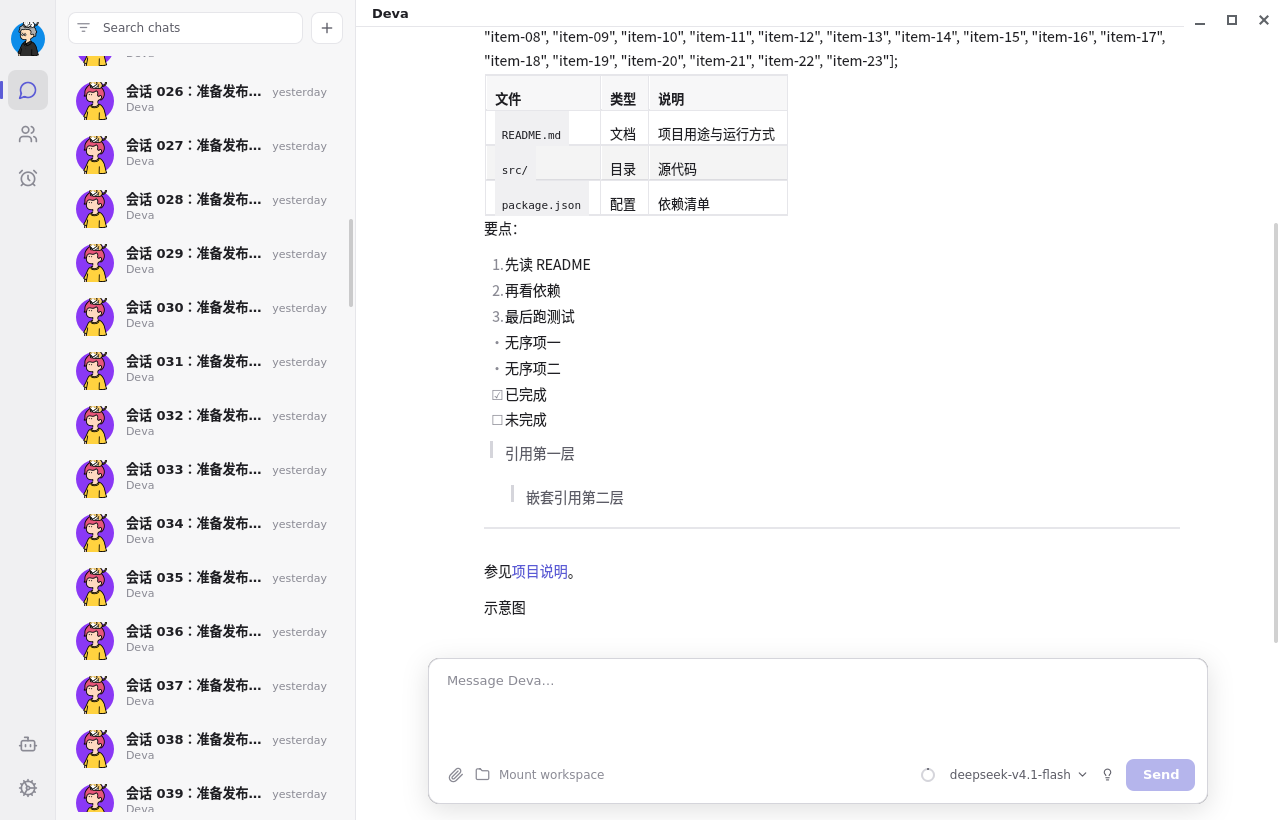 Search chats
Deva
会话 026：准备发布... yesterday
Deva
会话 027：准备发布... yesterday
Deva
会话 028：准备发布... yesterday
Deva
会话 029：准备发布... yesterday
Deva
会话 030：准备发布... yesterday
Deva
会话 031：准备发布... yesterday
Deva
会话 032：准备发布... yesterday
Deva
会话 033：准备发布... yesterday
Deva
会话 034：准备发布... yesterday
Deva
会话 035：准备发布... yesterday
Deva
会话 036：准备发布... yesterday
Deva
会话 037：准备发布... yesterday
Deva
会话 038：准备发布... yesterday
Deva
会话 039：准备发布... yesterday
Deva
Deva
"item-08", "item-09", "item-10", "item-11", "item-12", "item-13", "item-14", "item-15", "item-16", "item-17",
"item-18", "item-19", "item-20", "item-21", "item-22", "item-23"];
文件 类型 说明
README.md 文档 项目用途与运行方式
src/ 目录 源代码
package.json 配置 依赖清单
要点：
1. 先读 README
2. 再看依赖
3. 最后跑测试
• 无序项一
• 无序项二
☑ 已完成
☐ 未完成
引用第一层
嵌套引用第二层
参见项目说明。
示意图
Message Deva...
Mount workspace
deepseek-v4.1-flash
Send